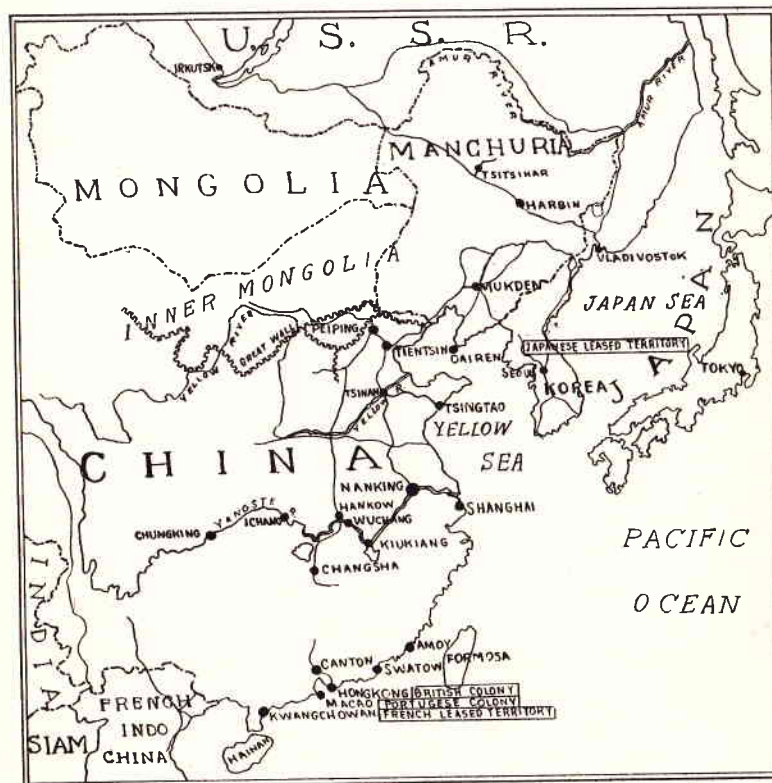 U. S. S. R.
IRKUTSK
AMUR RIVER
AMUR RIVER
MANCHURIA
TSITSIHAR
MONGOLIA
HARBIN
VLADIVOSTOK
INNER MONGOLIA
MUKDEN
JAPAN SEA
JAPAN
YELLOW RIVER
GREAT WALL
PEIPING
TIENTSIN
DAIREN
JAPANESE LEASED TERRITORY
SEOUL
KOREA
TOKYO
TSINAN
YELLOW R.
TSINGTAO
YELLOW
SEA
CHINA
NANKING
HANKOW
SHANGHAI
YANGSTE R.
ICHANG
WUCHANG
CHUNGKING
KIUKIANG
CHANGSHA
PACIFIC
OCEAN
INDIA
AMOY
CANTON
SWATOW
FORMOSA
HONGKONG BRITISH COLONY
MACAO PORTUGESE COLONY
KWANGCHOWAN FRENCH LEASED TERRITORY
FRENCH
INDO
CHINA
SIAM
HAINAN